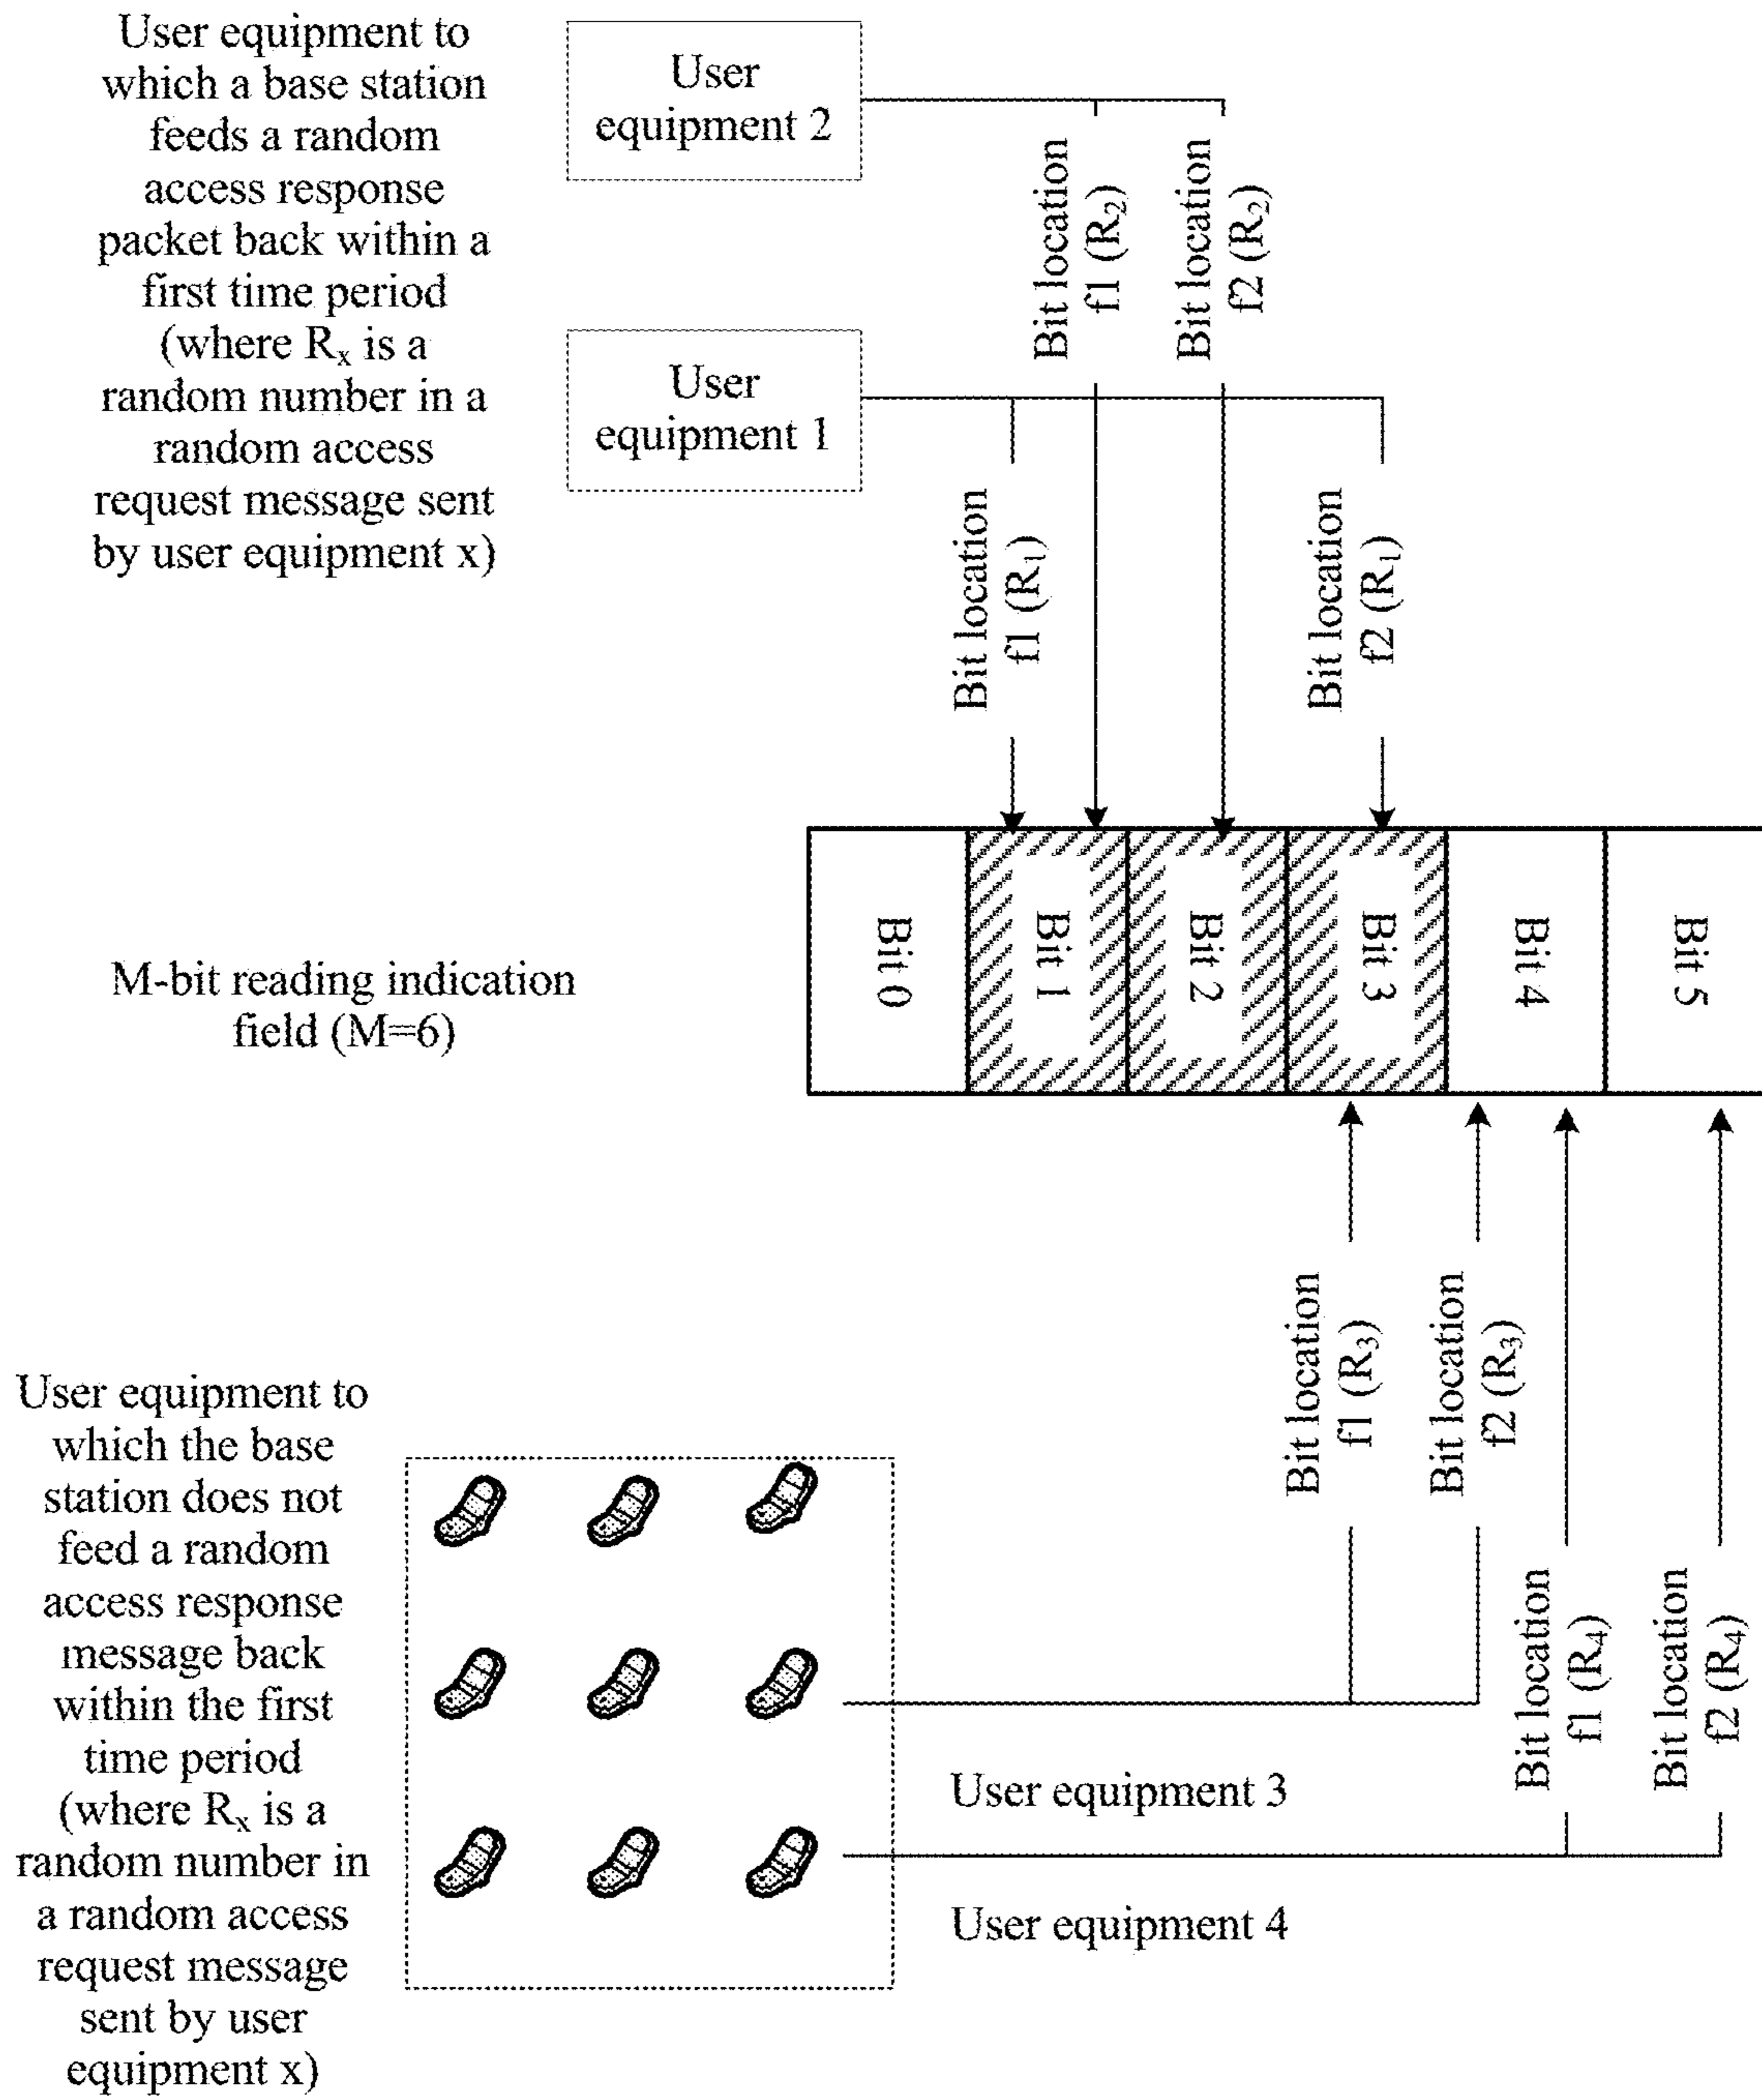 User equipment to
which a base station
feeds a random
access response
packet back within a
first time period
(where Rₓ is a
random number in a
random access
request message sent
by user equipment x)
User
equipment 2
User
equipment 1
Bit location
f1 (R₂)
Bit location
f2 (R₂)
Bit location
f1 (R₁)
Bit location
f2 (R₁)
M-bit reading indication
field (M=6)
Bit 0
Bit 1
Bit 2
Bit 3
Bit 4
Bit 5
Bit location
f1 (R₃)
Bit location
f2 (R₃)
Bit location
f1 (R₄)
Bit location
f2 (R₄)
User equipment to
which the base
station does not
feed a random
access response
message back
within the first
time period
(where Rₓ is a
random number in
a random access
request message
sent by user
equipment x)
User equipment 3
User equipment 4